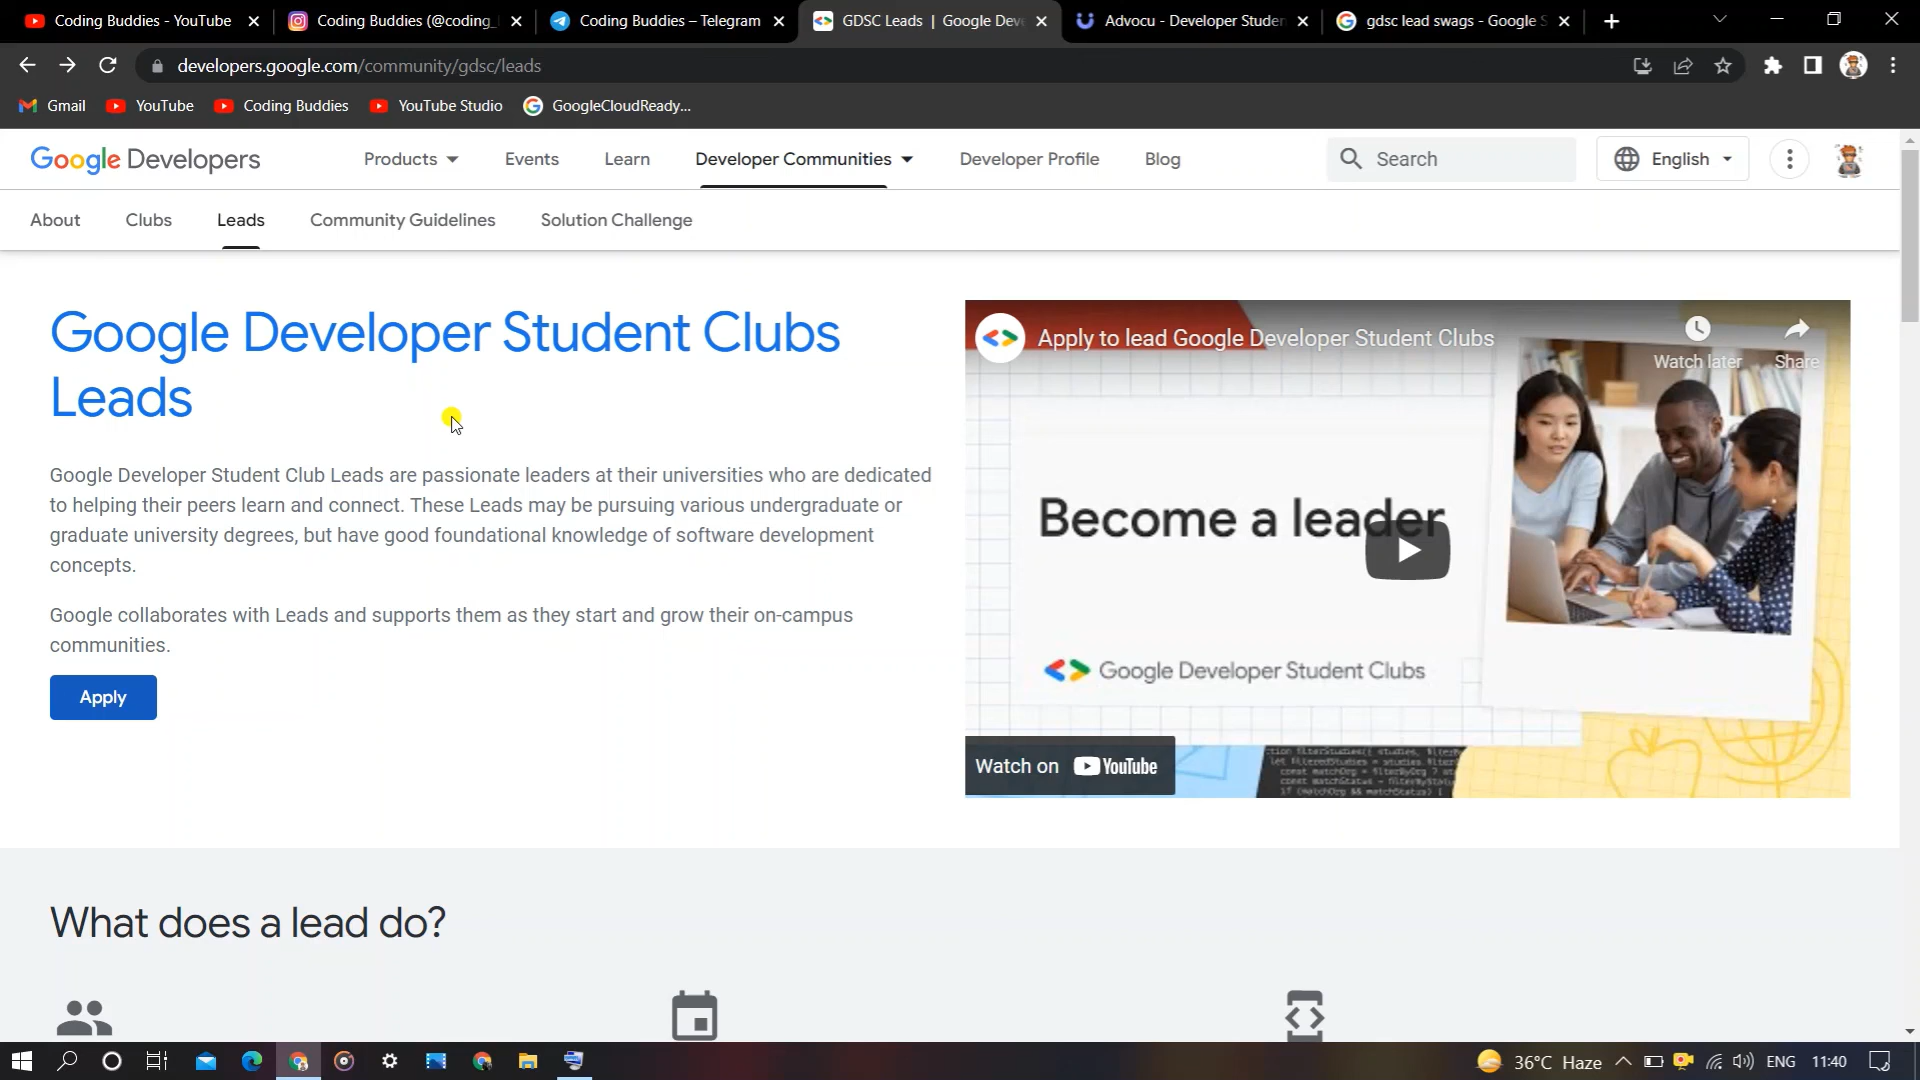 Coding Buddies - YouTube
Coding Buddies (@coding_
Coding Buddies – Telegram
GDSC Leads | Google Dev
Advocu - Developer Studen
gdsc lead swags - Google S
developers.google.com/community/gdsc/leads
Gmail
YouTube
Coding Buddies
YouTube Studio
GoogleCloudReady...
Google Developers
Products
Events
Learn
Developer Communities
Developer Profile
Blog
Search
English
About
Clubs
Leads
Community Guidelines
Solution Challenge
Google Developer Student Clubs
Leads
Google Developer Student Club Leads are passionate leaders at their universities who are dedicated
to helping their peers learn and connect. These Leads may be pursuing various undergraduate or
graduate university degrees, but have good foundational knowledge of software development
concepts.
Google collaborates with Leads and supports them as they start and grow their on-campus
communities.
Apply
Apply to lead Google Developer Student Clubs
Watch later
Share
Become a leader
Google Developer Student Clubs
Watch on YouTube
What does a lead do?
36°C Haze
ENG
11:40